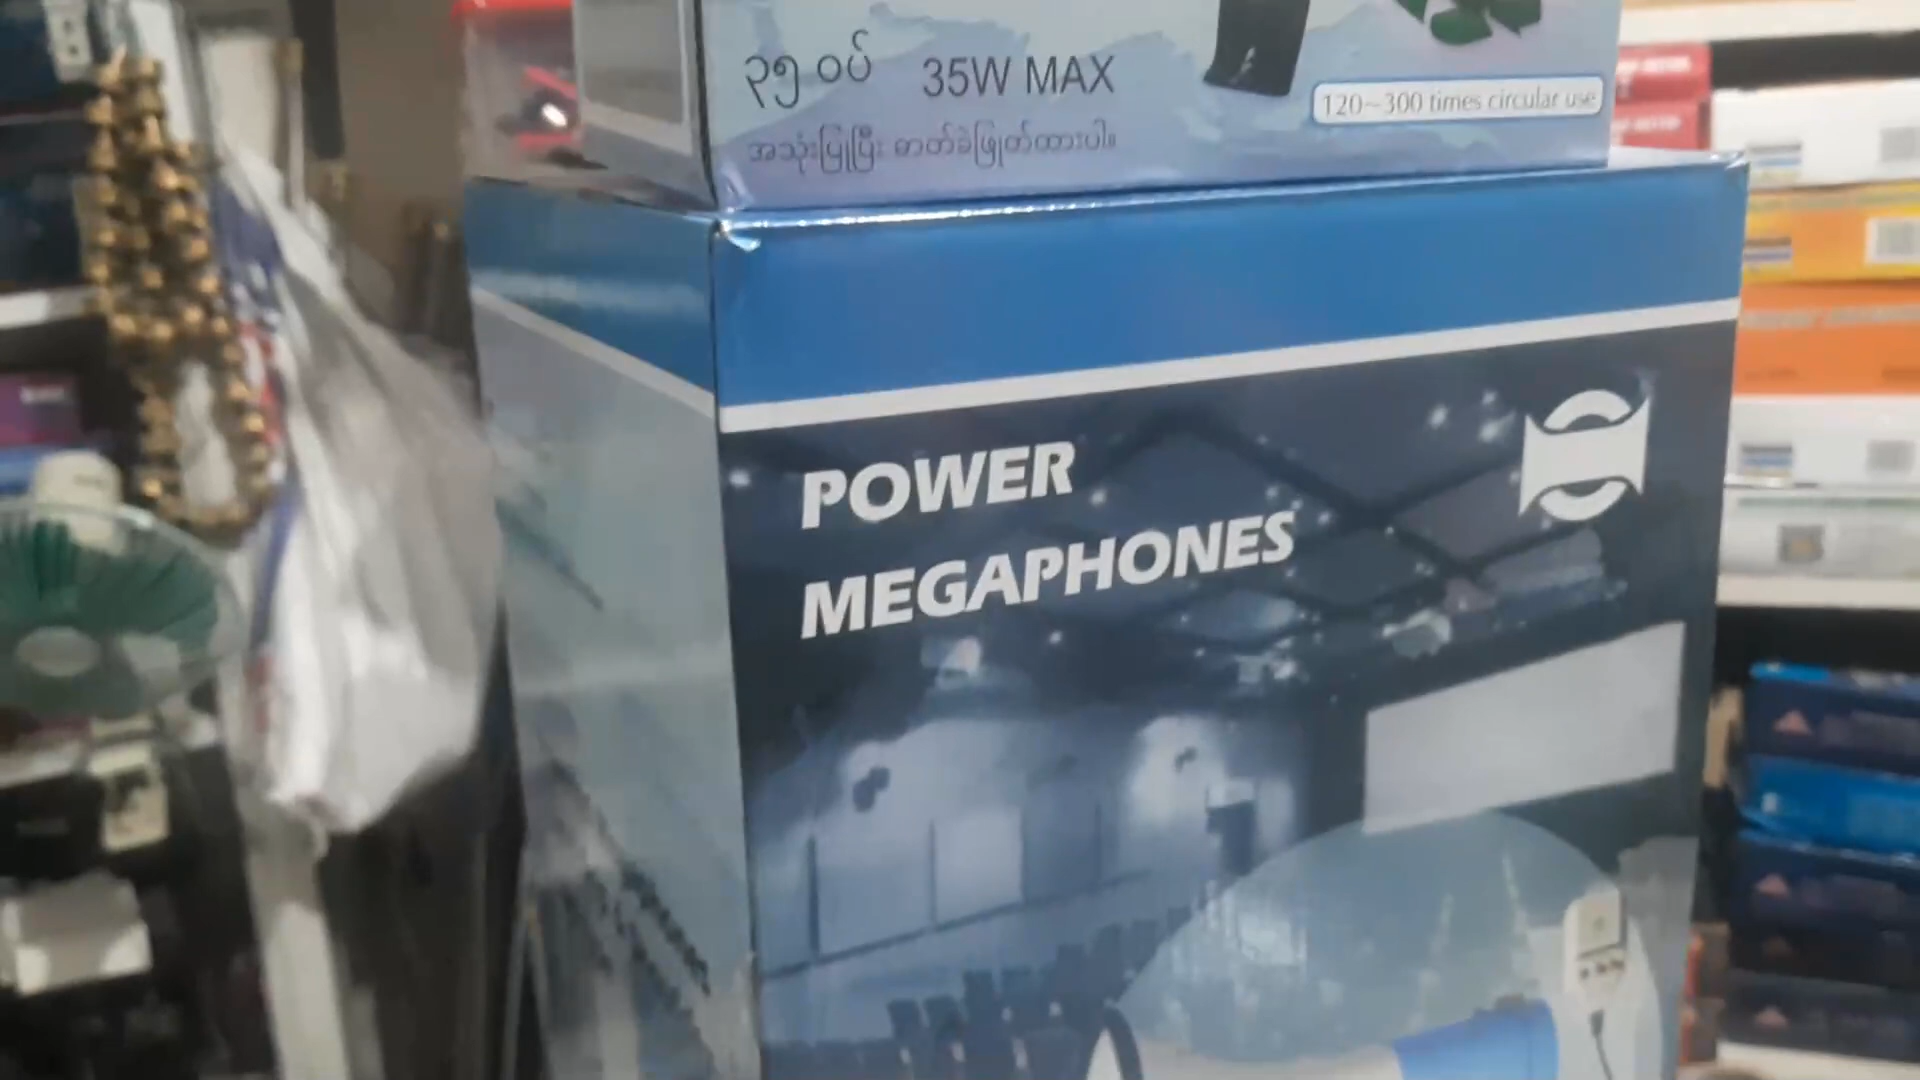 ၃၅ ဝပ် 35W MAX
အသုံးပြုပြီး ဓာတ်ခဲဖြုတ်ထားပါ။
120~300 times circular use
POWER
MEGAPHONES